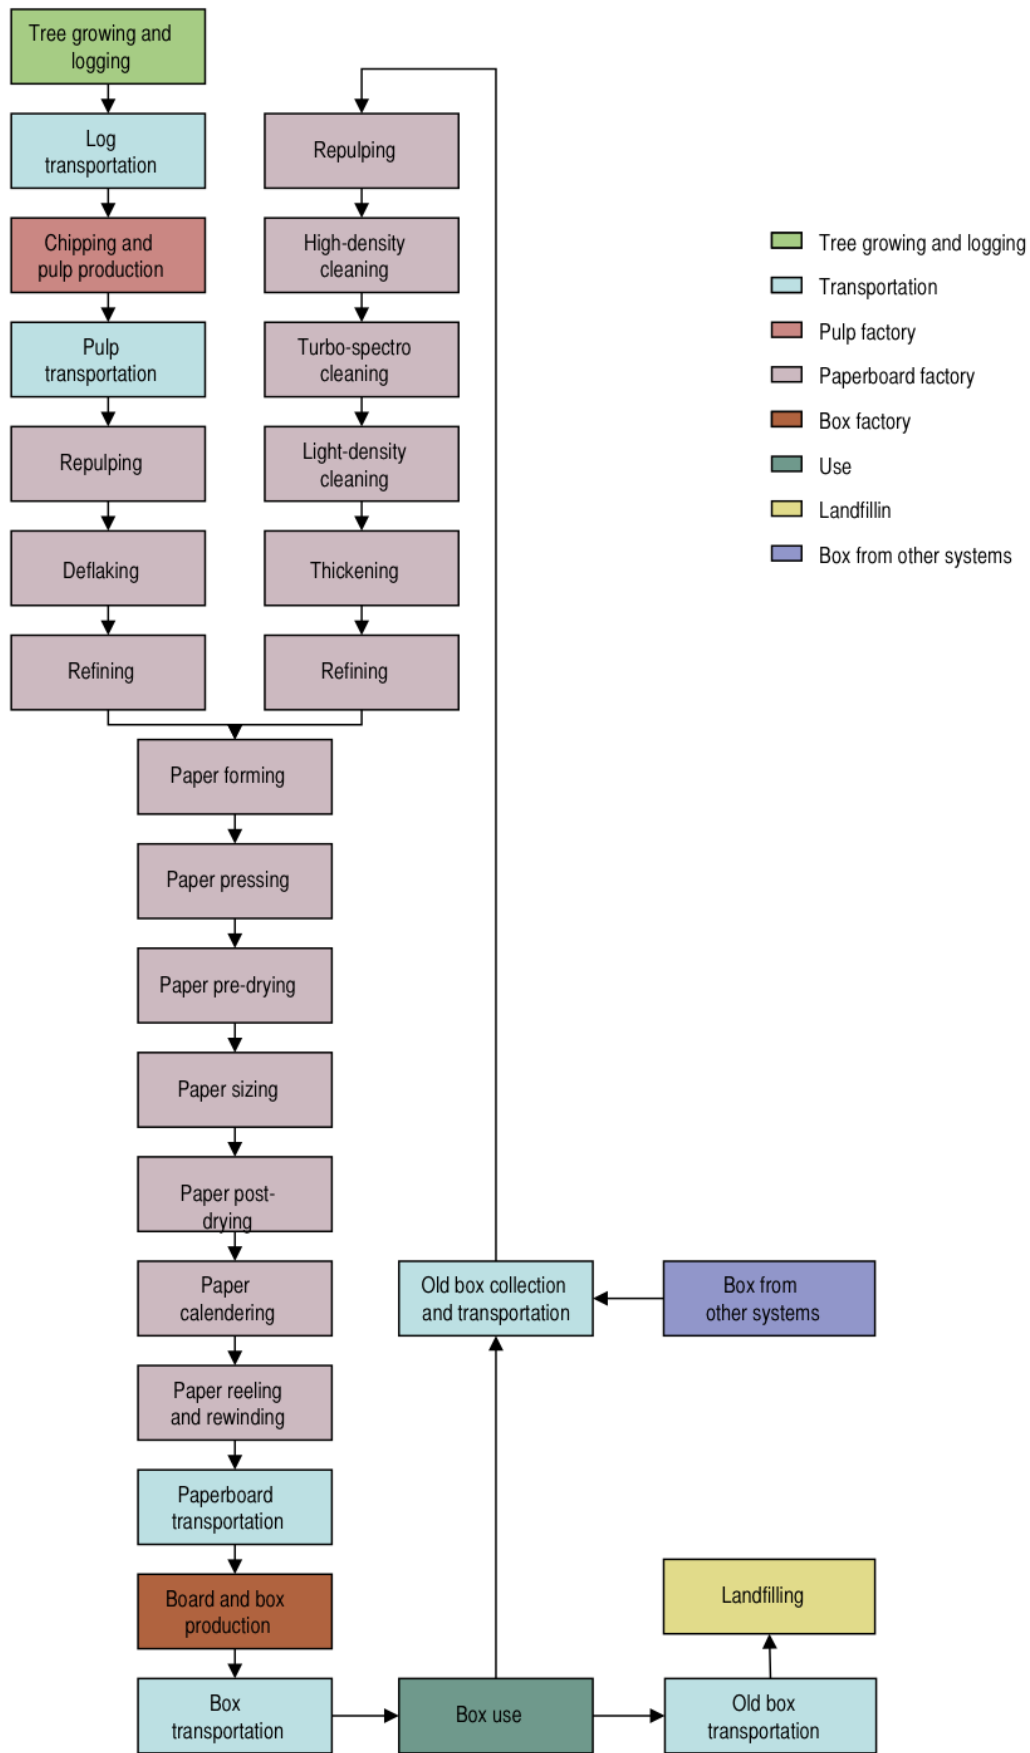 Tree growing and
logging
Log
transportation
Chipping and
pulp production
Pulp
transportation
Repulping
Deflaking
Refining
Repulping
High-density
cleaning
Turbo-spectro
cleaning
Light-density
cleaning
Thickening
Refining
Tree growing and logging
Transportation
Pulp factory
Paperboard factory
Box factory
Use
Landfillin
Box from other systems
Paper forming
Paper pressing
Paper pre-drying
Paper sizing
Paper post-
drying
Paper
calendering
Paper reeling
and rewinding
Paperboard
transportation
Board and box
production
Box
transportation
Old box collection
and transportation
Box from
other systems
Box use
Landfilling
Old box
transportation